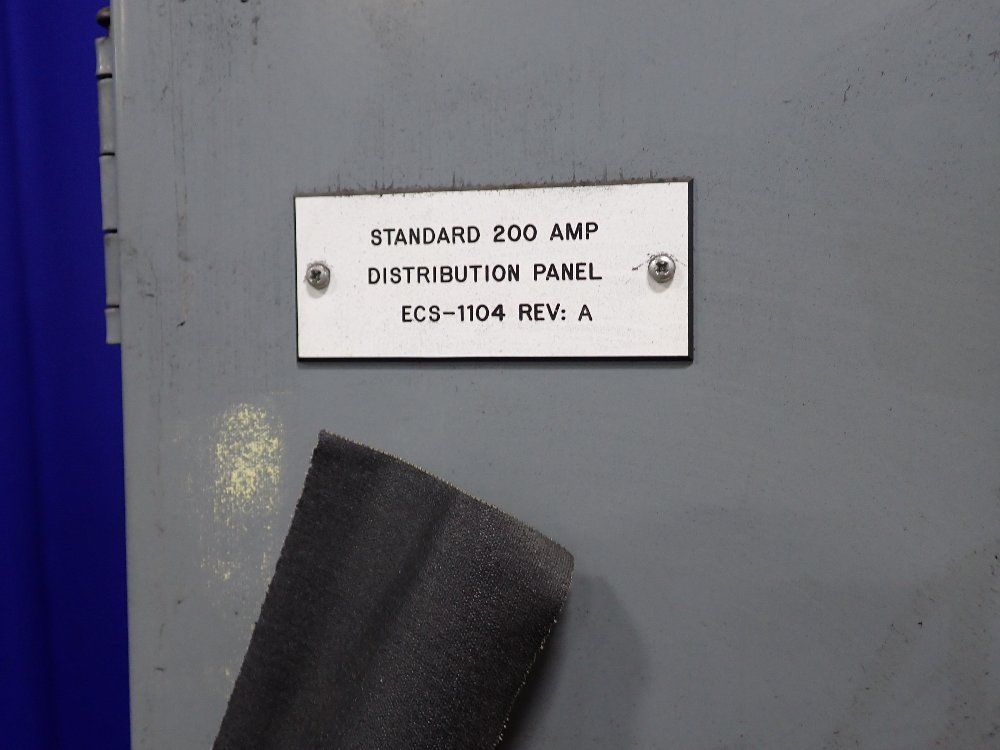 STANDARD 200 AMP
DISTRIBUTION PANEL
ECS-1104 REV: A